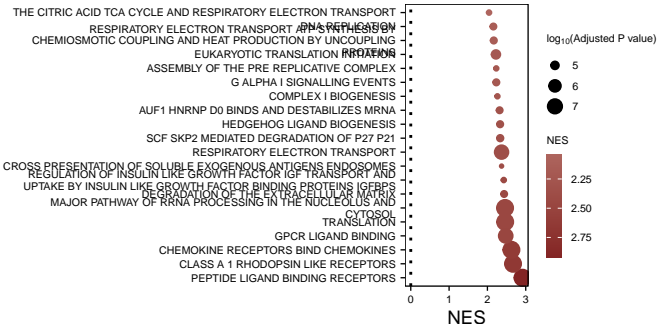 THE CITRIC ACID TCA CYCLE AND RESPIRATORY ELECTRON TRANSPORT
DNA REPLICATION
RESPIRATORY ELECTRON TRANSPORT ATP SYNTHESIS BY
CHEMIOSMOTIC COUPLING AND HEAT PRODUCTION BY UNCOUPLING
PROTEINS
EUKARYOTIC TRANSLATION INITIATION
ASSEMBLY OF THE PRE REPLICATIVE COMPLEX
G ALPHA I SIGNALLING EVENTS
COMPLEX I BIOGENESIS
AUF1 HNRNP D0 BINDS AND DESTABILIZES MRNA
HEDGEHOG LIGAND BIOGENESIS
SCF SKP2 MEDIATED DEGRADATION OF P27 P21
RESPIRATORY ELECTRON TRANSPORT
CROSS PRESENTATION OF SOLUBLE EXOGENOUS ANTIGENS ENDOSOMES
REGULATION OF INSULIN LIKE GROWTH FACTOR IGF TRANSPORT AND
UPTAKE BY INSULIN LIKE GROWTH FACTOR BINDING PROTEINS IGFBPS
DEGRADATION OF THE EXTRACELLULAR MATRIX
MAJOR PATHWAY OF RRNA PROCESSING IN THE NUCLEOLUS AND
CYTOSOL
TRANSLATION
GPCR LIGAND BINDING
CHEMOKINE RECEPTORS BIND CHEMOKINES
CLASS A 1 RHODOPSIN LIKE RECEPTORS
PEPTIDE LIGAND BINDING RECEPTORS
0 1 2 3
NES
log₁₀(Adjusted P value)
5
6
7
NES
2.25
2.50
2.75